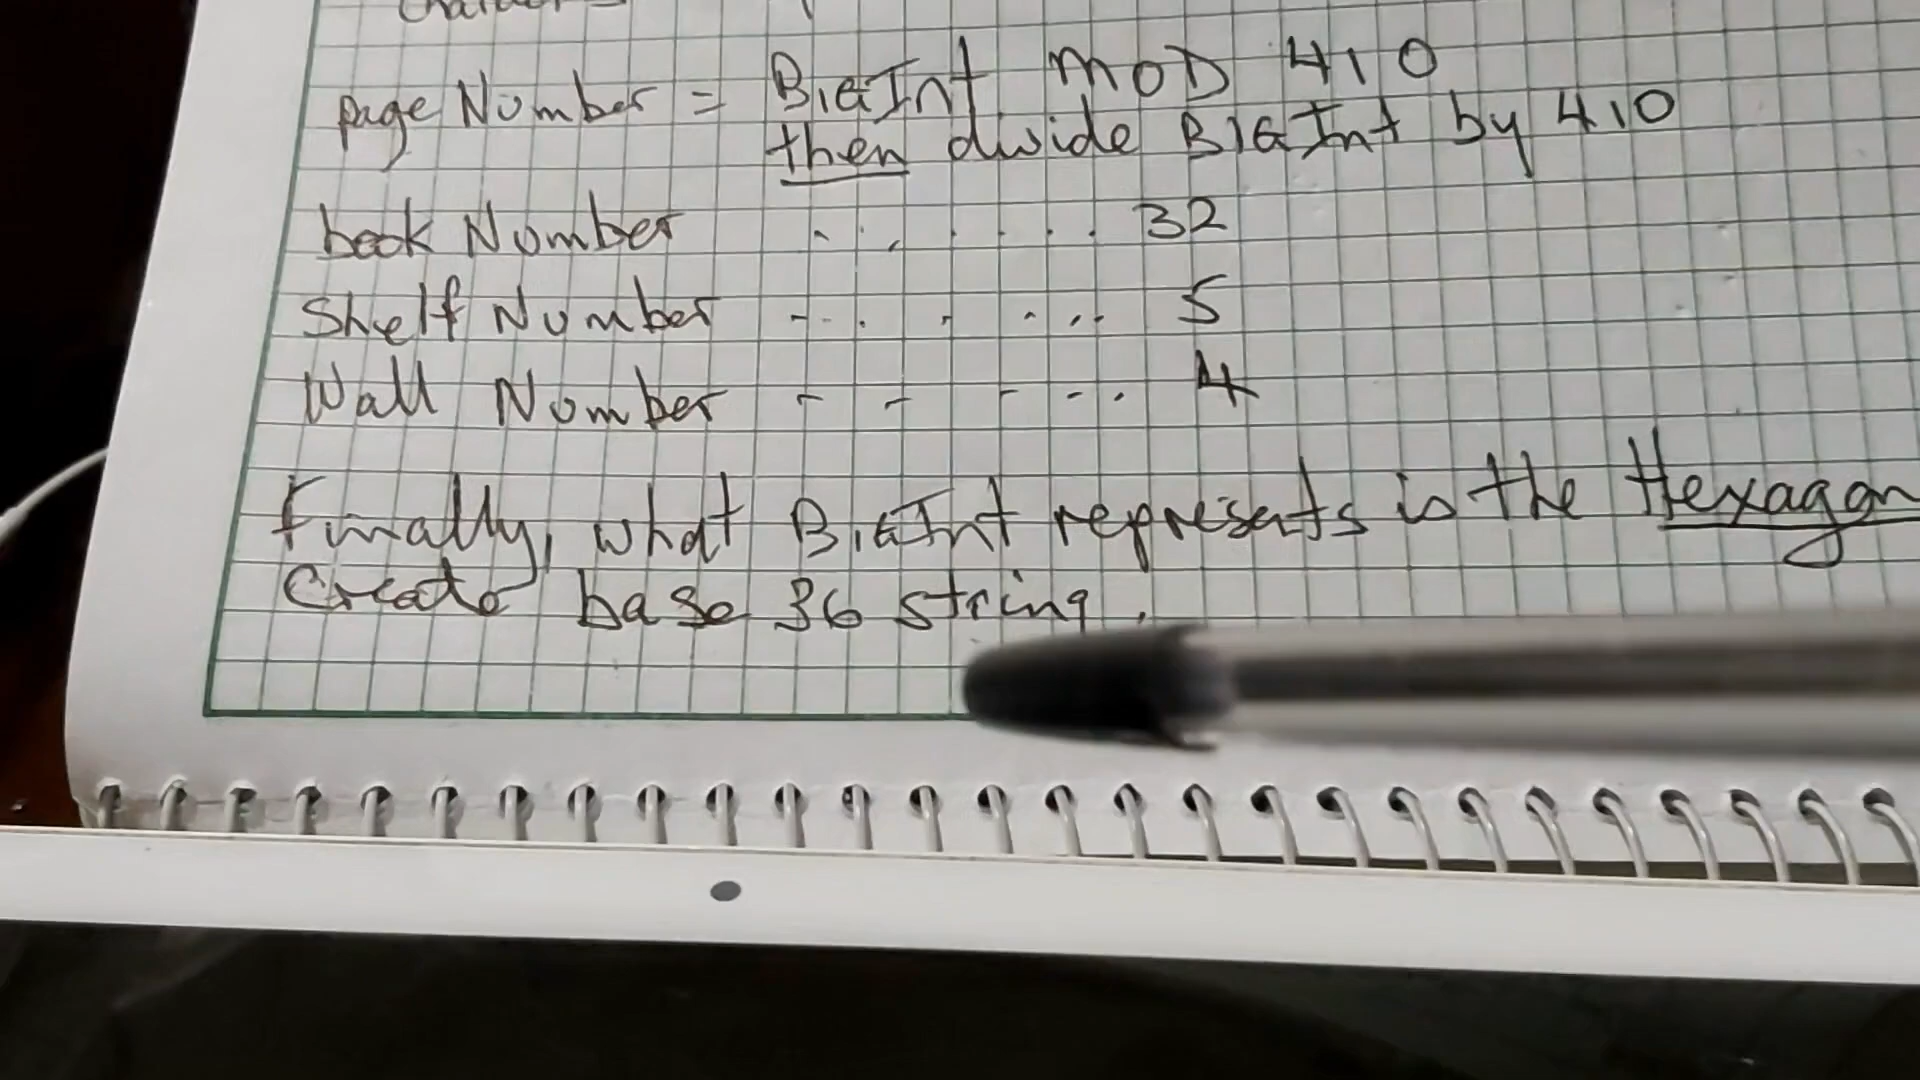 page Number = BIGInt MOD 410
then divide BIGInt by 410
book Number . . . . . . 32
Shelf Number - . . . . . . 5
Wall Number - - - - - . 4
Finally, what BIGInt represents is the Hexagon
Create base 36 string.